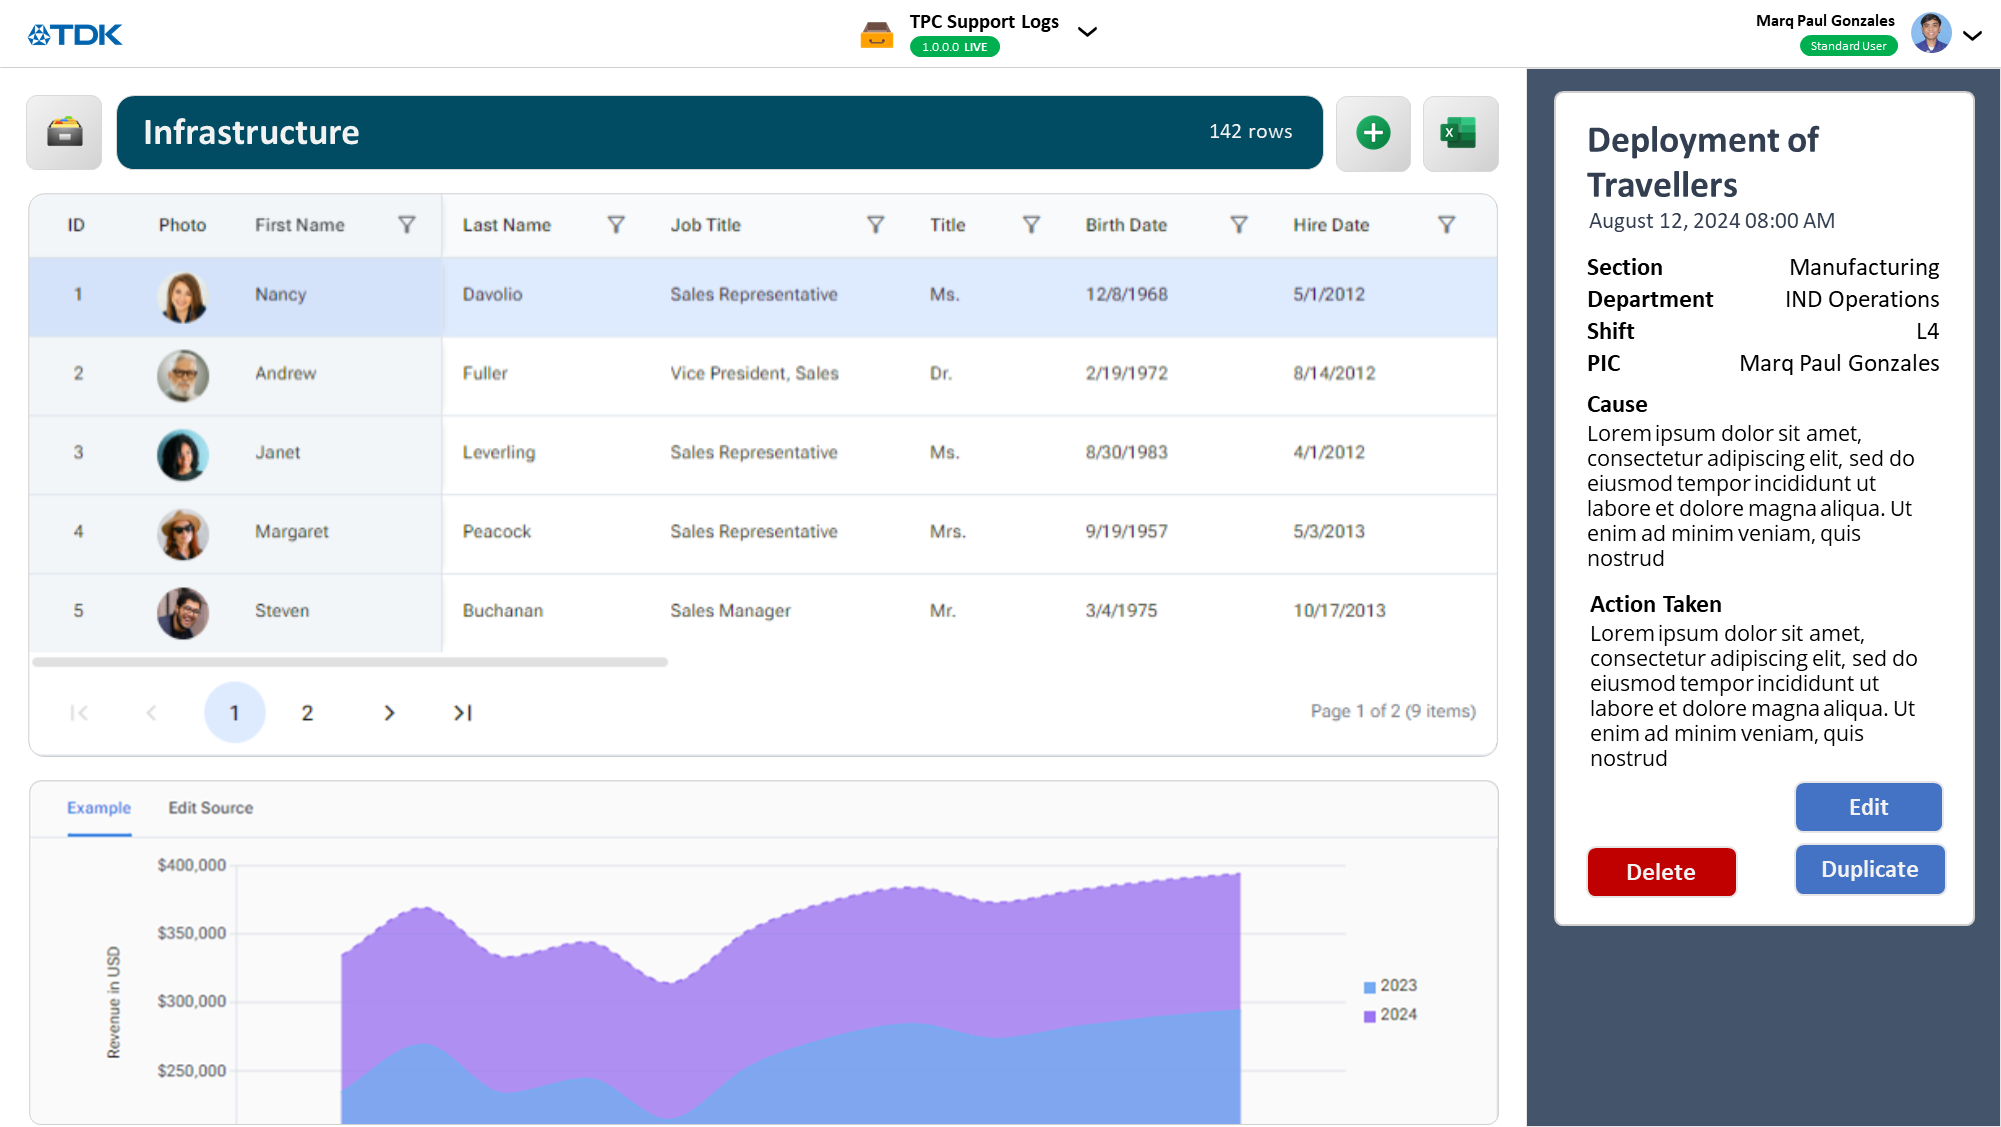 TDK
TPC Support Logs
1.0.0.0 LIVE
Marq Paul Gonzales
Standard User
Infrastructure
142 rows
X
ID Photo First Name Last Name Job Title Title Birth Date Hire Date
1 Nancy Davolio Sales Representative Ms. 12/8/1968 5/1/2012
2 Andrew Fuller Vice President, Sales Dr. 2/19/1972 8/14/2012
3 Janet Leverling Sales Representative Ms. 8/30/1983 4/1/2012
4 Margaret Peacock Sales Representative Mrs. 9/19/1957 5/3/2013
5 Steven Buchanan Sales Manager Mr. 3/4/1975 10/17/2013
1 2
Page 1 of 2 (9 items)
Example Edit Source
Revenue in USD
$400,000
$350,000
$300,000
$250,000
2023
2024
Deployment of
Travellers
August 12, 2024 08:00 AM
Section Manufacturing
Department IND Operations
Shift L4
PIC Marq Paul Gonzales
Cause
Lorem ipsum dolor sit amet,
consectetur adipiscing elit, sed do
eiusmod tempor incididunt ut
labore et dolore magna aliqua. Ut
enim ad minim veniam, quis
nostrud
Action Taken
Lorem ipsum dolor sit amet,
consectetur adipiscing elit, sed do
eiusmod tempor incididunt ut
labore et dolore magna aliqua. Ut
enim ad minim veniam, quis
nostrud
Edit
Delete
Duplicate